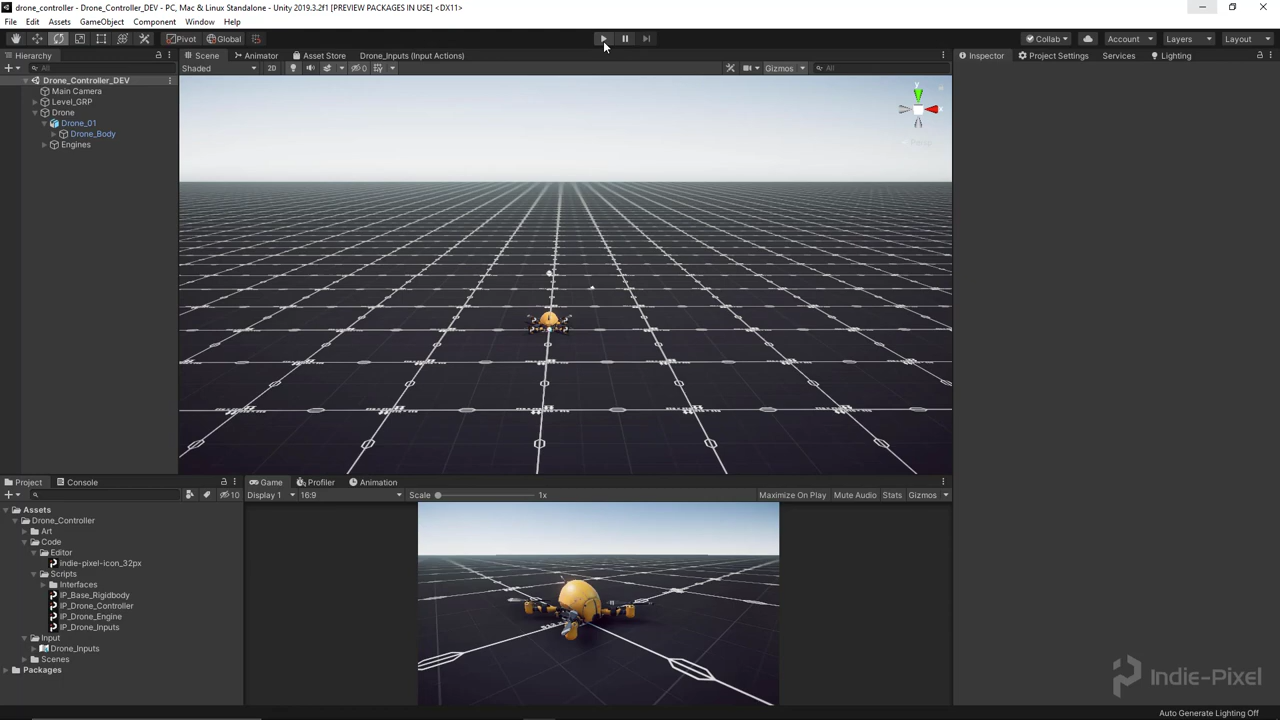 drone_controller - Drone_Controller_DEV - PC, Mac & Linux Standalone - Unity 2019.3.2f1 [PREVIEW PACKAGES IN USE] <DX11>
File Edit Assets GameObject Component Window Help
Pivot Global Collab Account Layers Layout
Hierarchy
All
Drone_Controller_DEV
Main Camera
Level_GRP
Drone
Drone_01
Drone_Body
Engines
Scene Animator Asset Store Drone_Inputs (Input Actions)
Shaded 2D 0 Gizmos All
y
x
Persp
Inspector Project Settings Services Lighting
Project Console
10
Assets
Drone_Controller
Art
Code
Editor
indie-pixel-icon_32px
Scripts
Interfaces
IP_Base_Rigidbody
IP_Drone_Controller
IP_Drone_Engine
IP_Drone_Inputs
Input
Drone_Inputs
Scenes
Packages
Game Profiler Animation
Display 1 16:9 Scale 1x Maximize On Play Mute Audio Stats Gizmos
Indie-Pixel
Auto Generate Lighting Off